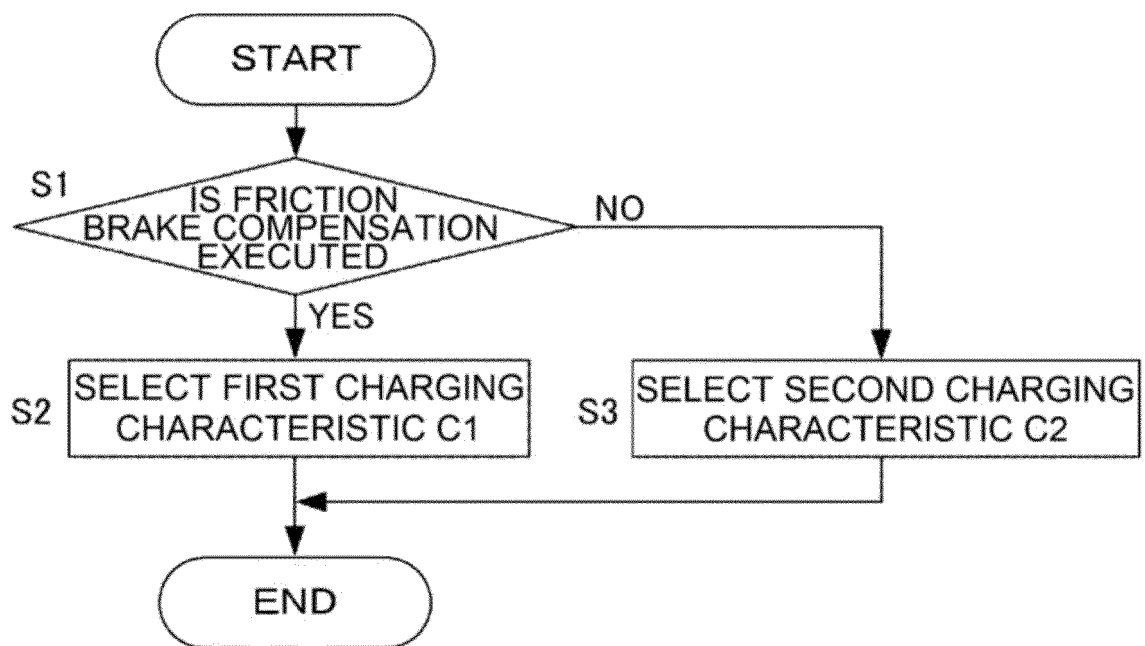 START
S1
IS FRICTION
BRAKE COMPENSATION
EXECUTED
NO
YES
S2
SELECT FIRST CHARGING
CHARACTERISTIC C1
S3
SELECT SECOND CHARGING
CHARACTERISTIC C2
END